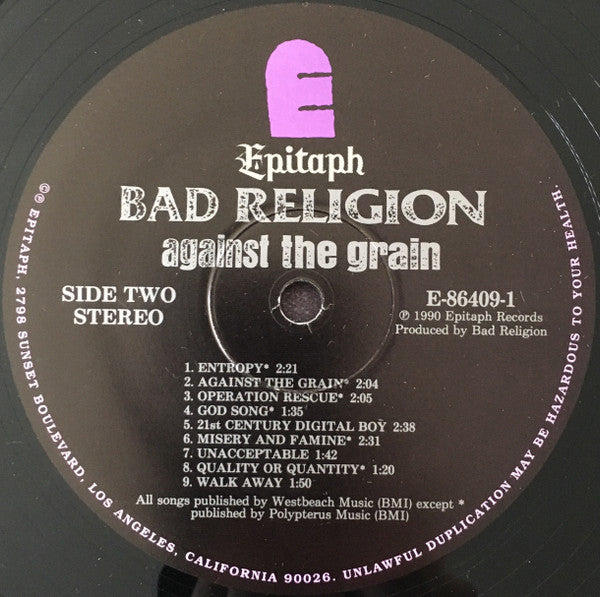 Epitaph
BAD RELIGION
against the grain
SIDE TWO
STEREO
E-86409-1
℗ 1990 Epitaph Records
Produced by Bad Religion
1. ENTROPY* 2:21
2. AGAINST THE GRAIN* 2:04
3. OPERATION RESCUE* 2:05
4. GOD SONG* 1:35
5. 21st CENTURY DIGITAL BOY 2:38
6. MISERY AND FAMINE* 2:31
7. UNACCEPTABLE 1:42
8. QUALITY OR QUANTITY* 1:20
9. WALK AWAY 1:50
All songs published by Westbeach Music (BMI) except *
published by Polypterus Music (BMI)
©℗ EPITAPH, 2798 SUNSET BOULEVARD, LOS ANGELES, CALIFORNIA 90026. UNLAWFUL DUPLICATION MAY BE HAZARDOUS TO YOUR HEALTH.